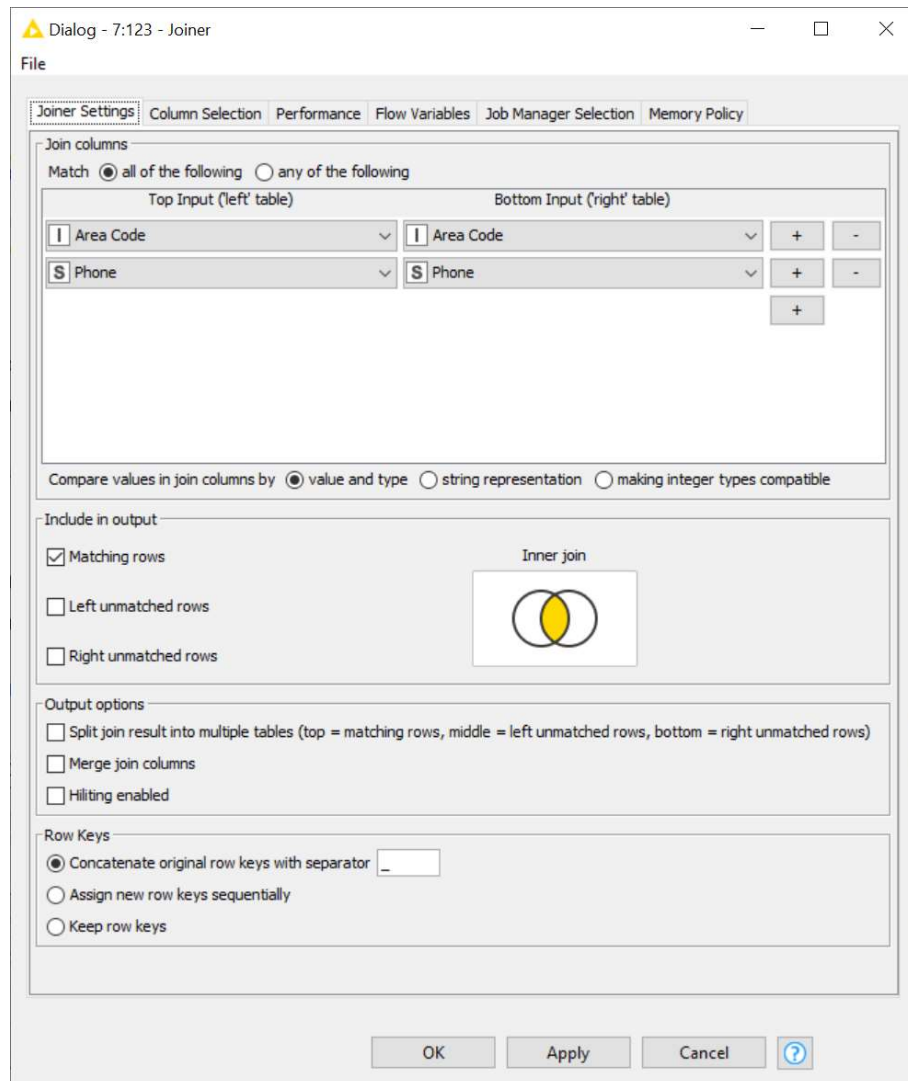 Dialog - 7:123 - Joiner
File
Joiner Settings Column Selection Performance Flow Variables Job Manager Selection Memory Policy
Join columns
Match all of the following any of the following
Top Input ('left' table) Bottom Input ('right' table)
I Area Code I Area Code + -
S Phone S Phone + -
+
Compare values in join columns by value and type string representation making integer types compatible
Include in output
Matching rows Inner join
Left unmatched rows
Right unmatched rows
Output options
Split join result into multiple tables (top = matching rows, middle = left unmatched rows, bottom = right unmatched rows)
Merge join columns
Hiliting enabled
Row Keys
Concatenate original row keys with separator _
Assign new row keys sequentially
Keep row keys
OK Apply Cancel ?